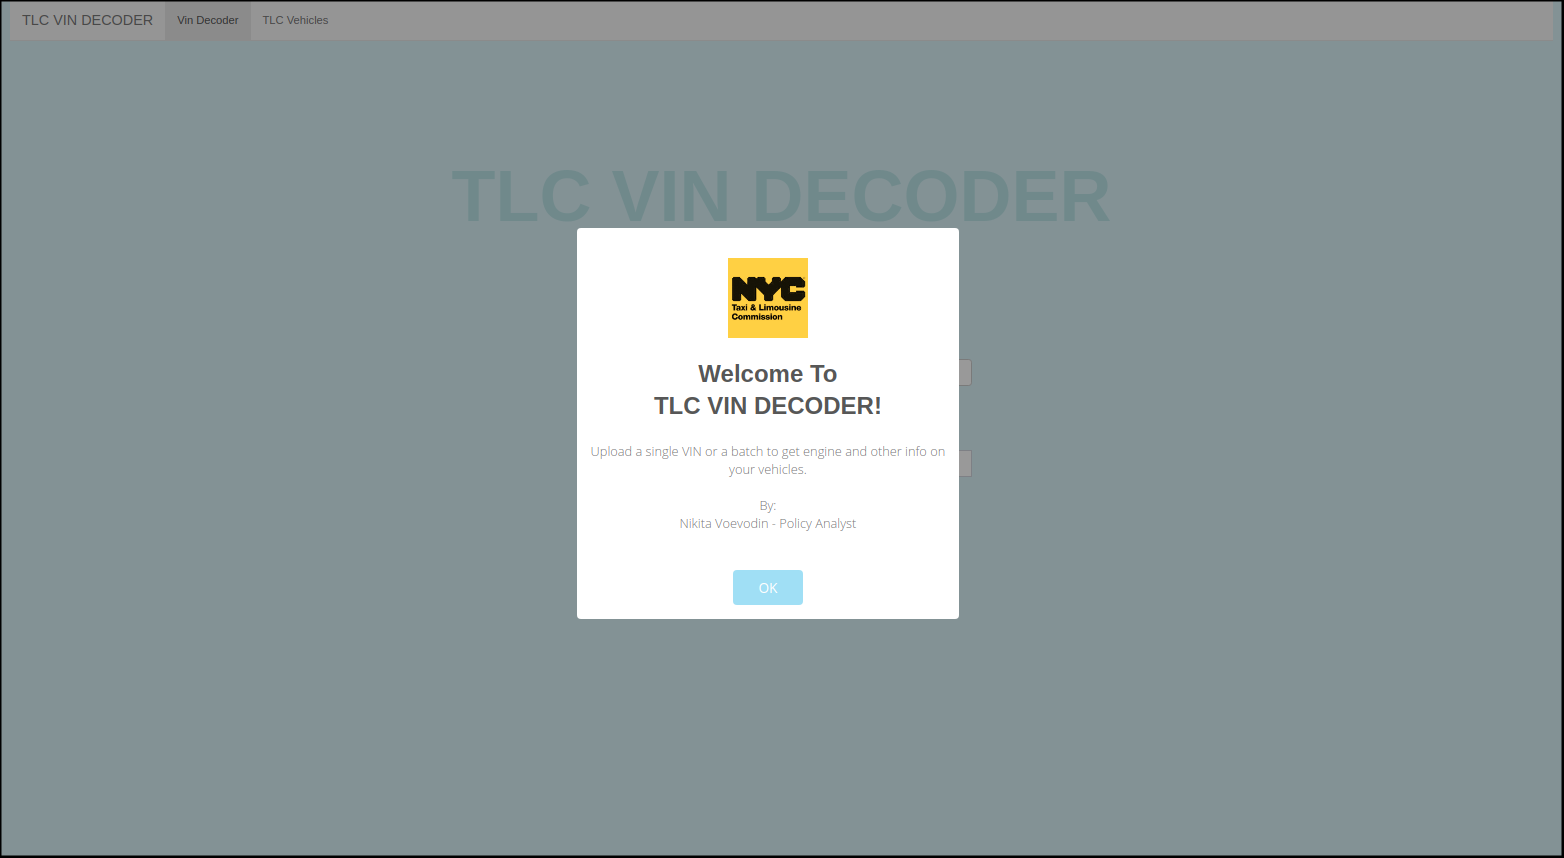 TLC VIN DECODER Vin Decoder TLC Vehicles
TLC VIN DECODER
NYC
Taxi & Limousine
Commission
Welcome To
TLC VIN DECODER!
Upload a single VIN or a batch to get engine and other info on
your vehicles.
By:
Nikita Voevodin - Policy Analyst
OK